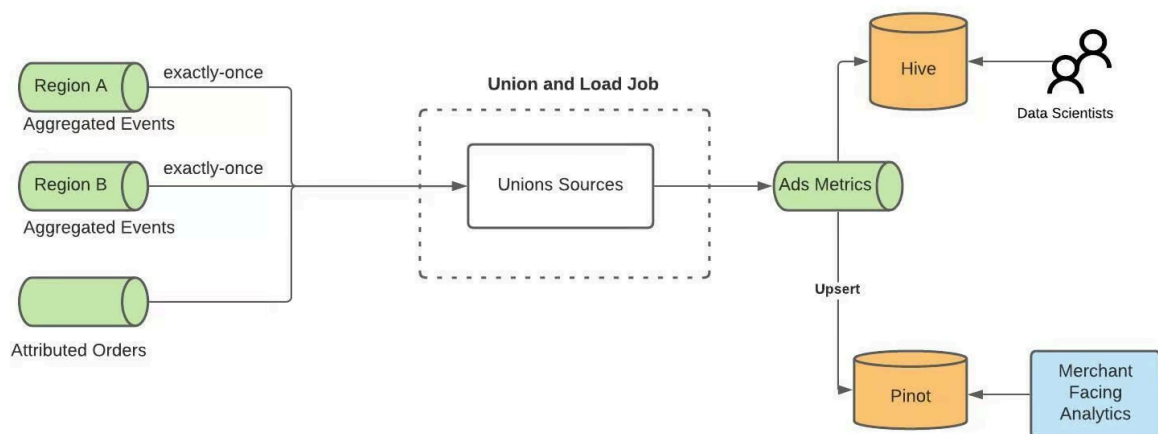 Region A
exactly-once
Aggregated Events
Region B
exactly-once
Aggregated Events
Attributed Orders
Union and Load Job
Unions Sources
Ads Metrics
Hive
Data Scientists
Upsert
Pinot
Merchant
Facing
Analytics